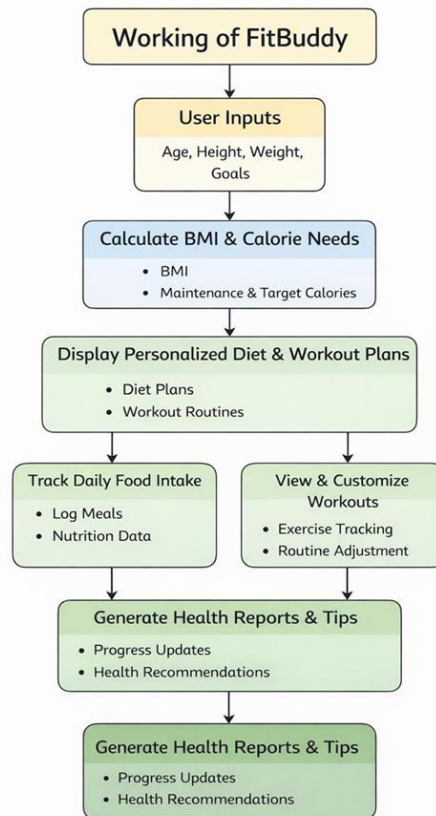 Working of FitBuddy
User Inputs
Age, Height, Weight,
Goals
Calculate BMI & Calorie Needs
• BMI
• Maintenance & Target Calories
Display Personalized Diet & Workout Plans
• Diet Plans
• Workout Routines
Track Daily Food Intake
• Log Meals
• Nutrition Data
View & Customize
Workouts
• Exercise Tracking
• Routine Adjustment
Generate Health Reports & Tips
• Progress Updates
• Health Recommendations
Generate Health Reports & Tips
• Progress Updates
• Health Recommendations